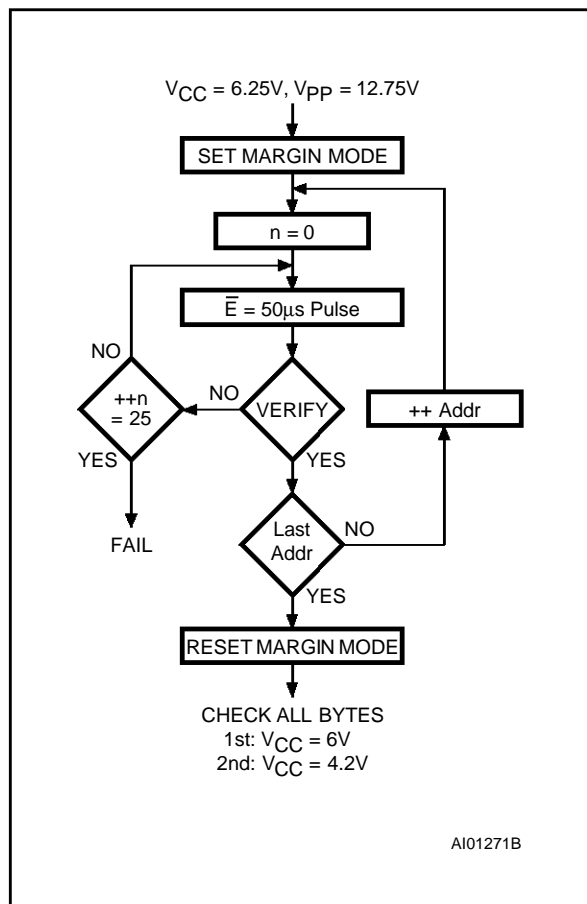 VCC = 6.25V, VPP = 12.75V
SET MARGIN MODE
n = 0
E̅ = 50µs Pulse
NO
++n
= 25
NO
VERIFY
++ Addr
YES
YES
FAIL
Last
Addr
NO
YES
RESET MARGIN MODE
CHECK ALL BYTES
1st: VCC = 6V
2nd: VCC = 4.2V
AI01271B